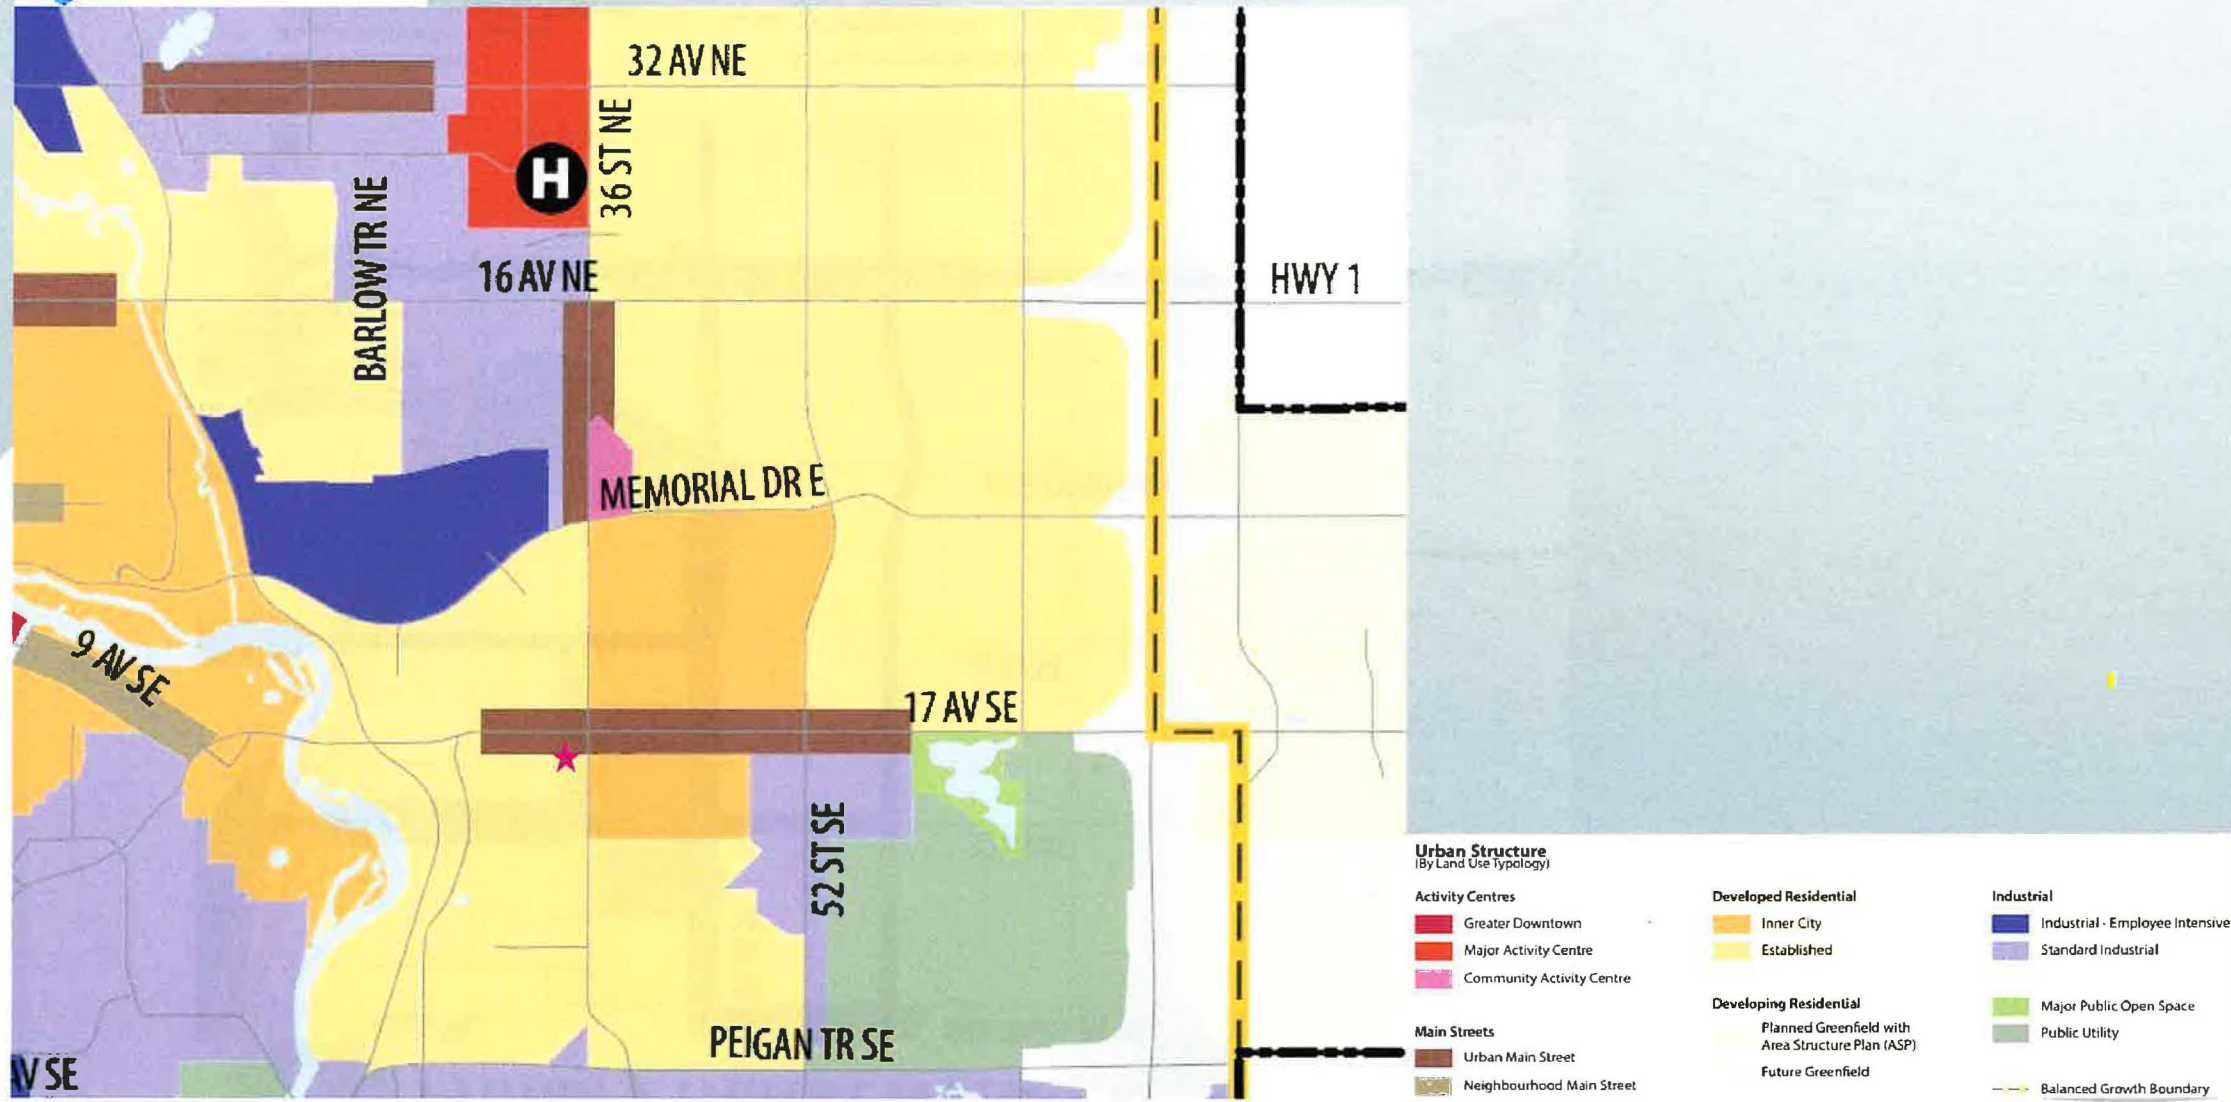 32 AV NE
36 ST NE
H
BARLOW TR NE
16 AV NE
HWY 1
MEMORIAL DR E
9 AV SE
17 AV SE
52 ST SE
PEIGAN TR SE
AV SE
Urban Structure
(By Land Use Typology)
Activity Centres
Greater Downtown
Major Activity Centre
Community Activity Centre
Main Streets
Urban Main Street
Neighbourhood Main Street
Developed Residential
Inner City
Established
Developing Residential
Planned Greenfield with
Area Structure Plan (ASP)
Future Greenfield
Industrial
Industrial - Employee Intensive
Standard Industrial
Major Public Open Space
Public Utility
Balanced Growth Boundary